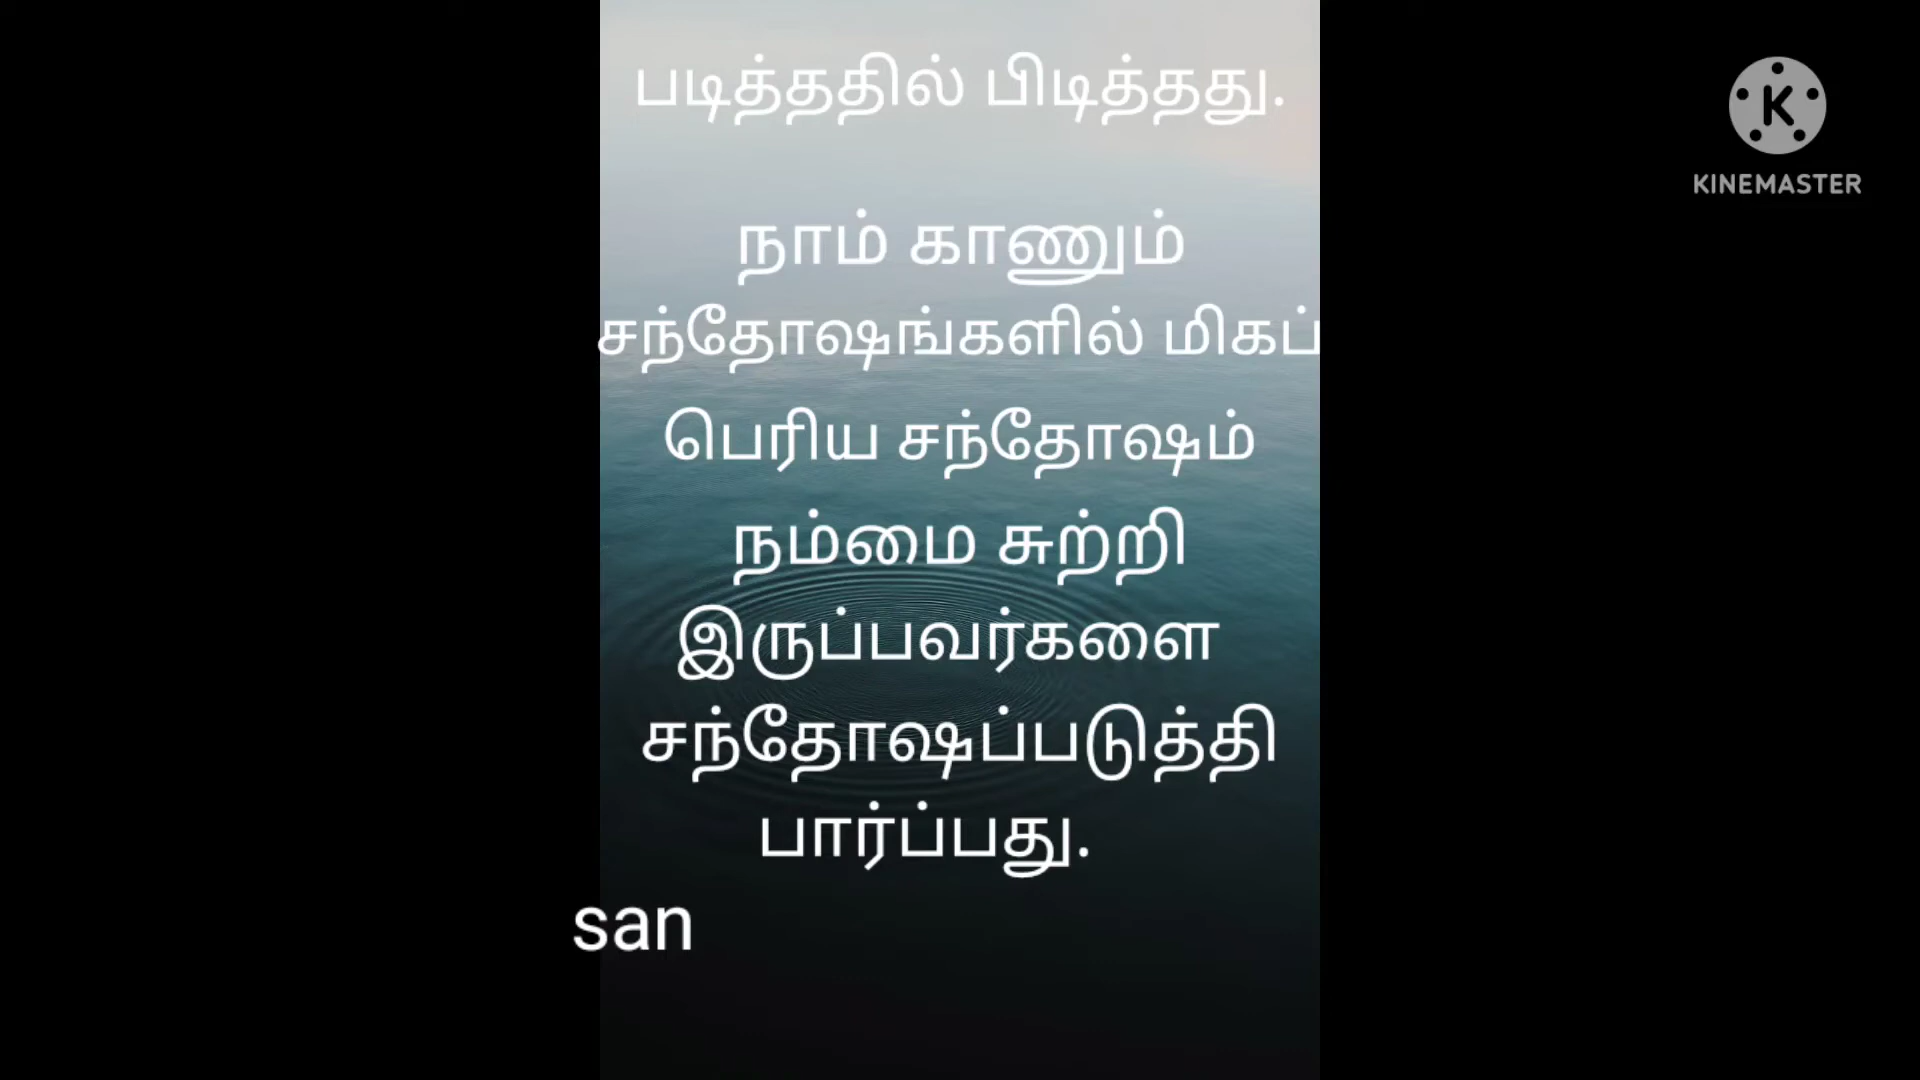 படித்ததில் பிடித்தது.
நாம் காணும்
சந்தோஷங்களில் மிகப்
பெரிய சந்தோஷம்
நம்மை சுற்றி
இருப்பவர்களை
சந்தோஷப்படுத்தி
பார்ப்பது.
san
K
KINEMASTER